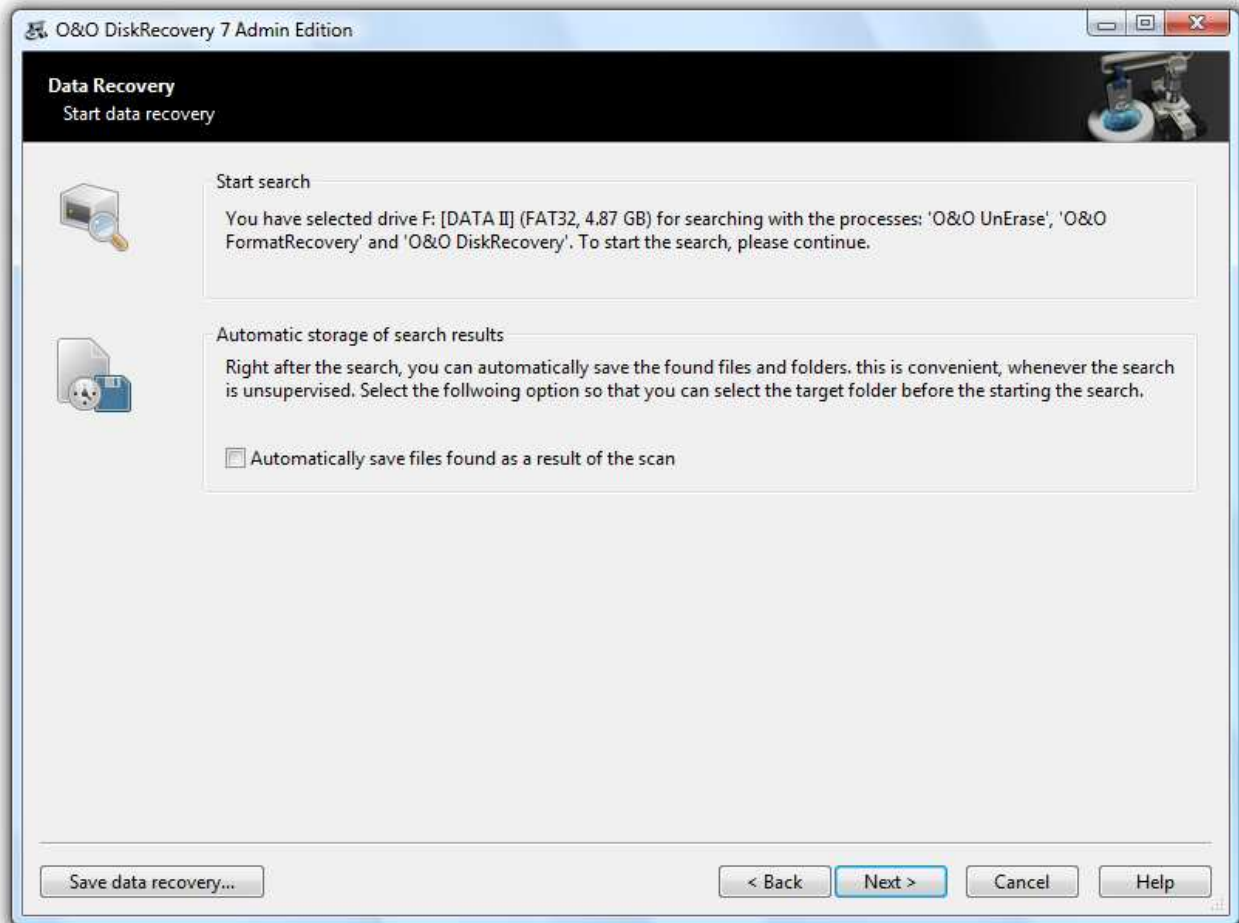 O&O DiskRecovery 7 Admin Edition
Data Recovery
Start data recovery
Start search
You have selected drive F: [DATA II] (FAT32, 4.87 GB) for searching with the processes: 'O&O UnErase', 'O&O
FormatRecovery' and 'O&O DiskRecovery'. To start the search, please continue.
Automatic storage of search results
Right after the search, you can automatically save the found files and folders. this is convenient, whenever the search
is unsupervised. Select the follwoing option so that you can select the target folder before the starting the search.
Automatically save files found as a result of the scan
Save data recovery...
< Back
Next >
Cancel
Help